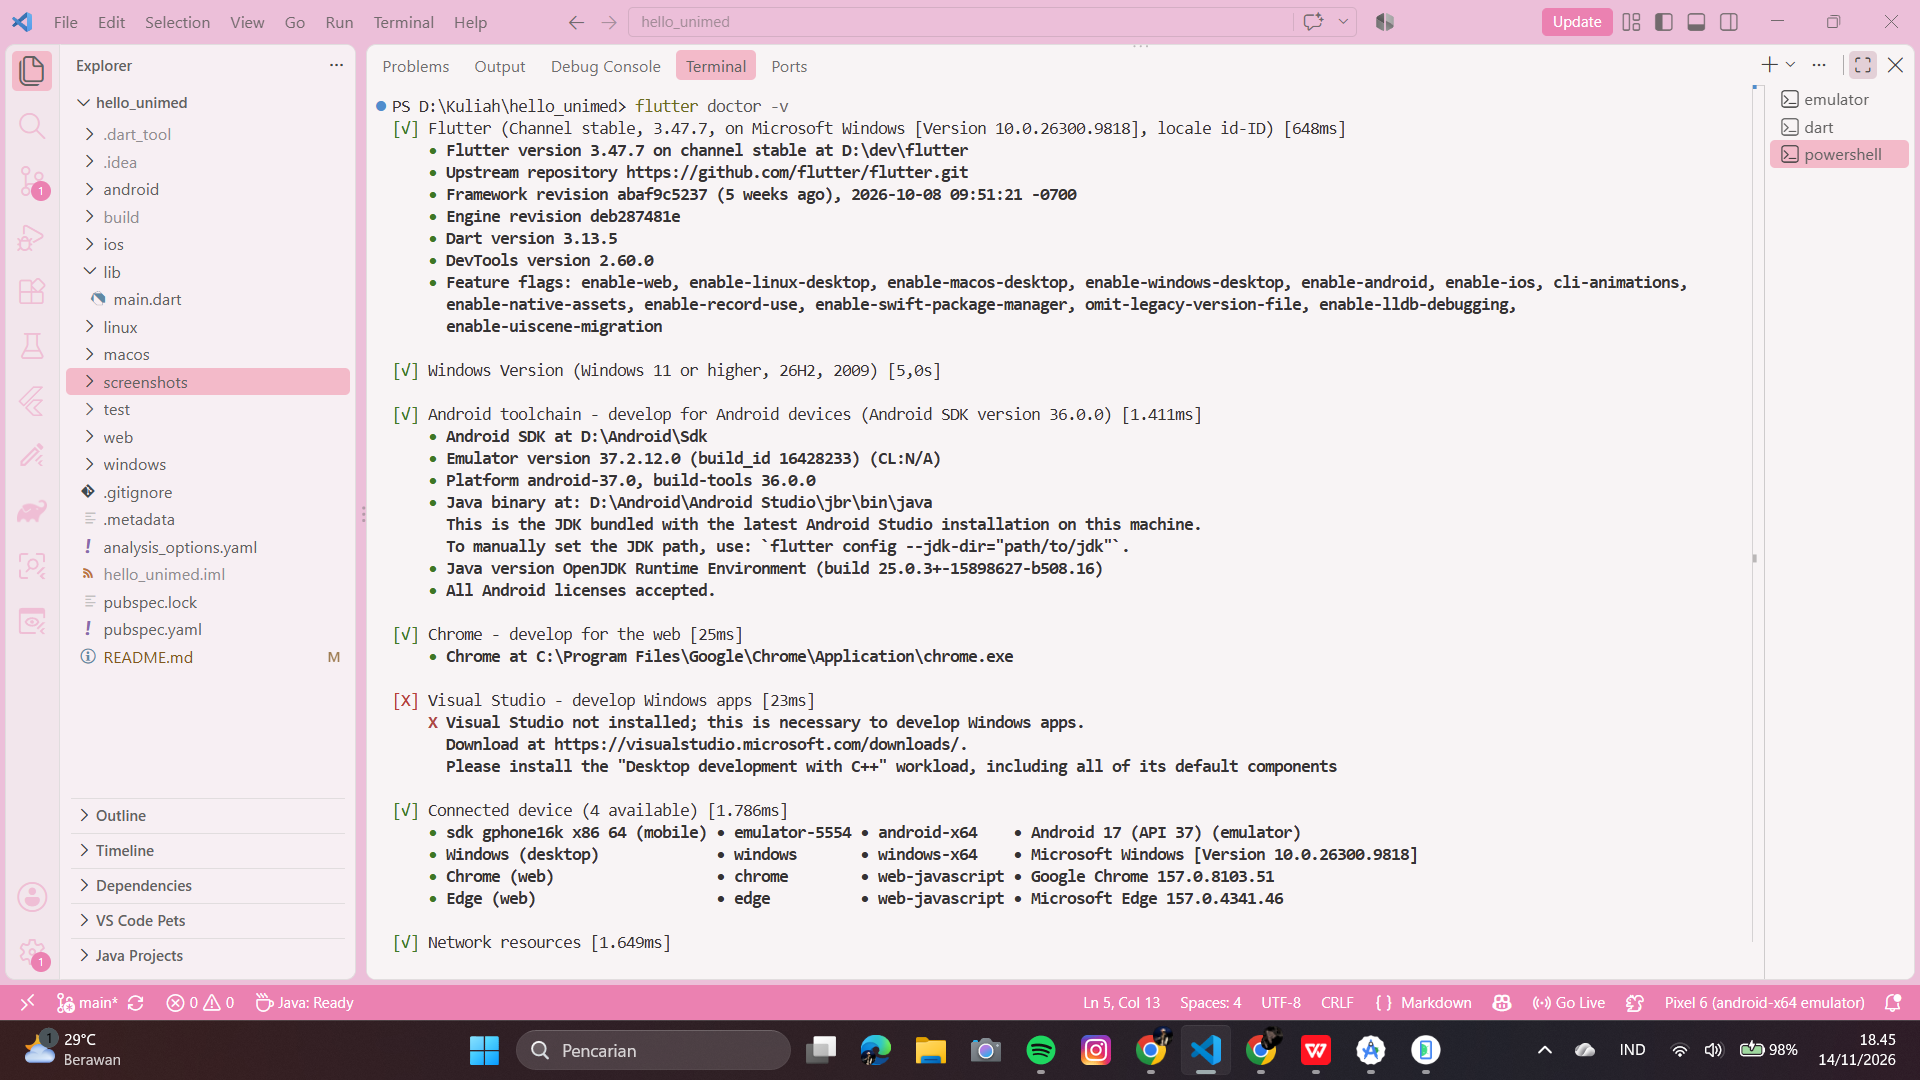 File Edit Selection View Go Run Terminal Help
hello_unimed
Update
Explorer
hello_unimed
.dart_tool
.idea
android
build
ios
lib
main.dart
linux
macos
screenshots
test
web
windows
.gitignore
.metadata
analysis_options.yaml
hello_unimed.iml
pubspec.lock
pubspec.yaml
README.md M
Outline
Timeline
Dependencies
VS Code Pets
Java Projects
1
1
Problems Output Debug Console Terminal Ports
PS D:\Kuliah\hello_unimed> flutter doctor -v
[√] Flutter (Channel stable, 3.47.7, on Microsoft Windows [Version 10.0.26300.9818], locale id-ID) [648ms]
• Flutter version 3.47.7 on channel stable at D:\dev\flutter
• Upstream repository https://github.com/flutter/flutter.git
• Framework revision abaf9c5237 (5 weeks ago), 2026-10-08 09:51:21 -0700
• Engine revision deb287481e
• Dart version 3.13.5
• DevTools version 2.60.0
• Feature flags: enable-web, enable-linux-desktop, enable-macos-desktop, enable-windows-desktop, enable-android, enable-ios, cli-animations,
enable-native-assets, enable-record-use, enable-swift-package-manager, omit-legacy-version-file, enable-lldb-debugging,
enable-uiscene-migration
[√] Windows Version (Windows 11 or higher, 26H2, 2009) [5,0s]
[√] Android toolchain - develop for Android devices (Android SDK version 36.0.0) [1.411ms]
• Android SDK at D:\Android\Sdk
• Emulator version 37.2.12.0 (build_id 16428233) (CL:N/A)
• Platform android-37.0, build-tools 36.0.0
• Java binary at: D:\Android\Android Studio\jbr\bin\java
This is the JDK bundled with the latest Android Studio installation on this machine.
To manually set the JDK path, use: `flutter config --jdk-dir="path/to/jdk"`.
• Java version OpenJDK Runtime Environment (build 25.0.3+-15898627-b508.16)
• All Android licenses accepted.
[√] Chrome - develop for the web [25ms]
• Chrome at C:\Program Files\Google\Chrome\Application\chrome.exe
[X] Visual Studio - develop Windows apps [23ms]
X Visual Studio not installed; this is necessary to develop Windows apps.
Download at https://visualstudio.microsoft.com/downloads/.
Please install the "Desktop development with C++" workload, including all of its default components
[√] Connected device (4 available) [1.786ms]
• sdk gphone16k x86 64 (mobile) • emulator-5554 • android-x64 • Android 17 (API 37) (emulator)
• Windows (desktop) • windows • windows-x64 • Microsoft Windows [Version 10.0.26300.9818]
• Chrome (web) • chrome • web-javascript • Google Chrome 157.0.8103.51
• Edge (web) • edge • web-javascript • Microsoft Edge 157.0.4341.46
[√] Network resources [1.649ms]
emulator
dart
powershell
main* 0 0 Java: Ready
Ln 5, Col 13 Spaces: 4 UTF-8 CRLF { } Markdown Go Live Pixel 6 (android-x64 emulator)
1
29°C
Berawan
Pencarian
IND
98%
18.45
14/11/2026